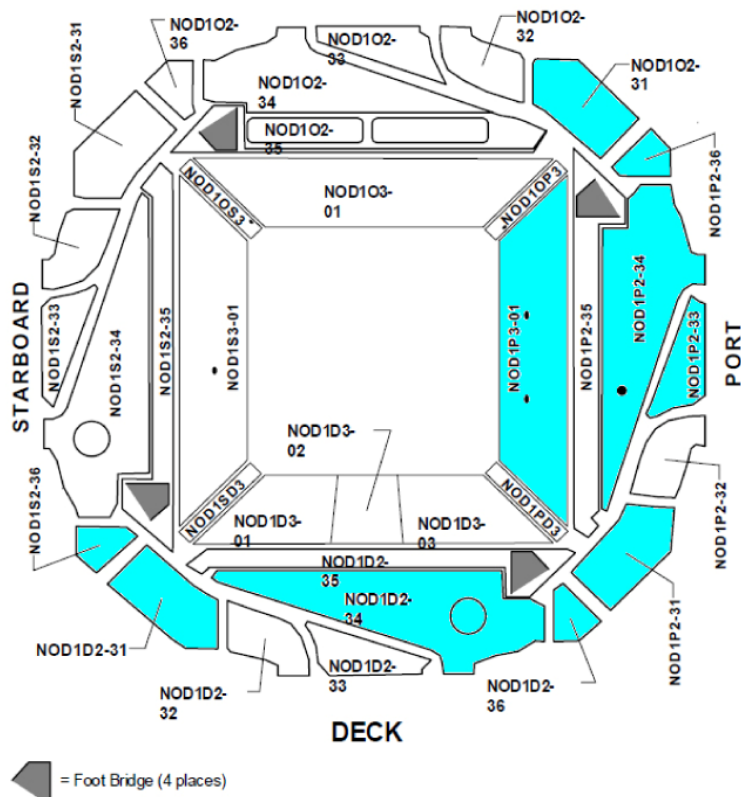 NOD1O2-
36
NOD1S2-31
NOD1O2-
33
NOD1O2-
32
NOD1O2-
31
NOD1O2-
34
NOD1O2-
35
NOD1P2-36
NOD1S2-32
NOD1OS3
NOD1O3-
01
NOD1OP3
NOD1P2-34
STARBOARD
NOD1S2-33
NOD1S2-34
NOD1S2-35
NOD1S3-01
NOD1P3-01
NOD1P2-35
NOD1P2-33
PORT
NOD1D3-
02
NOD1S2-36
NOD1SD3
NOD1D3-
01
NOD1D3-
03
NOD1PD3
NOD1P2-32
NOD1D2-
35
NOD1D2-
34
NOD1P2-31
NOD1D2-31
NOD1D2-
32
NOD1D2-
33
NOD1D2-
36
DECK
= Foot Bridge (4 places)